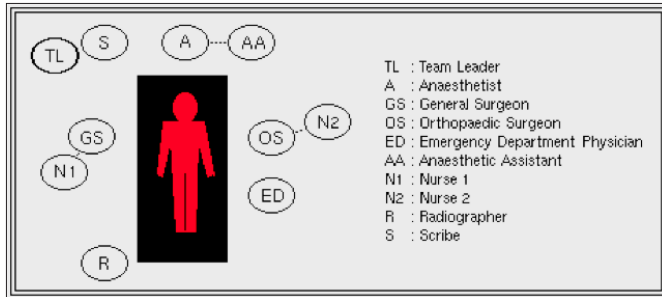 TL
S
A
AA
GS
N1
OS
N2
ED
R
TL : Team Leader
A : Anaesthetist
GS : General Surgeon
OS : Orthopaedic Surgeon
ED : Emergency Department Physician
AA : Anaesthetic Assistant
N1 : Nurse 1
N2 : Nurse 2
R : Radiographer
S : Scribe